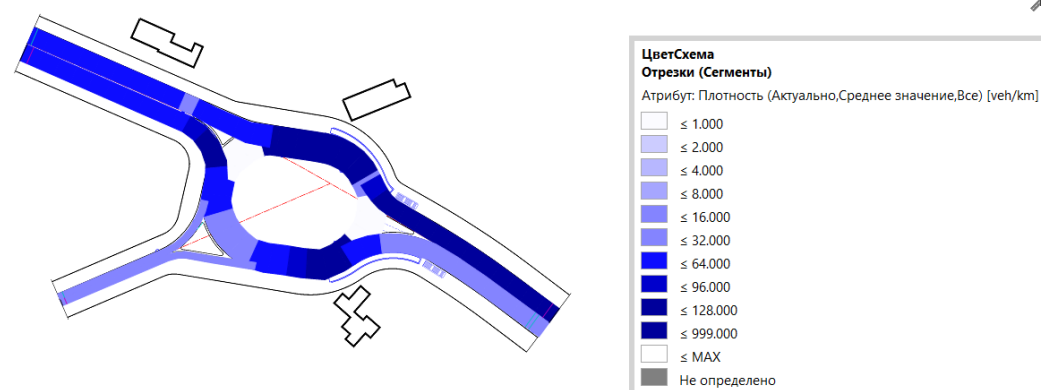 ЦветСхема
Отрезки (Сегменты)
Атрибут: Плотность (Актуально,Среднее значение,Все) [veh/km]
≤ 1.000
≤ 2.000
≤ 4.000
≤ 8.000
≤ 16.000
≤ 32.000
≤ 64.000
≤ 96.000
≤ 128.000
≤ 999.000
≤ MAX
Не определено